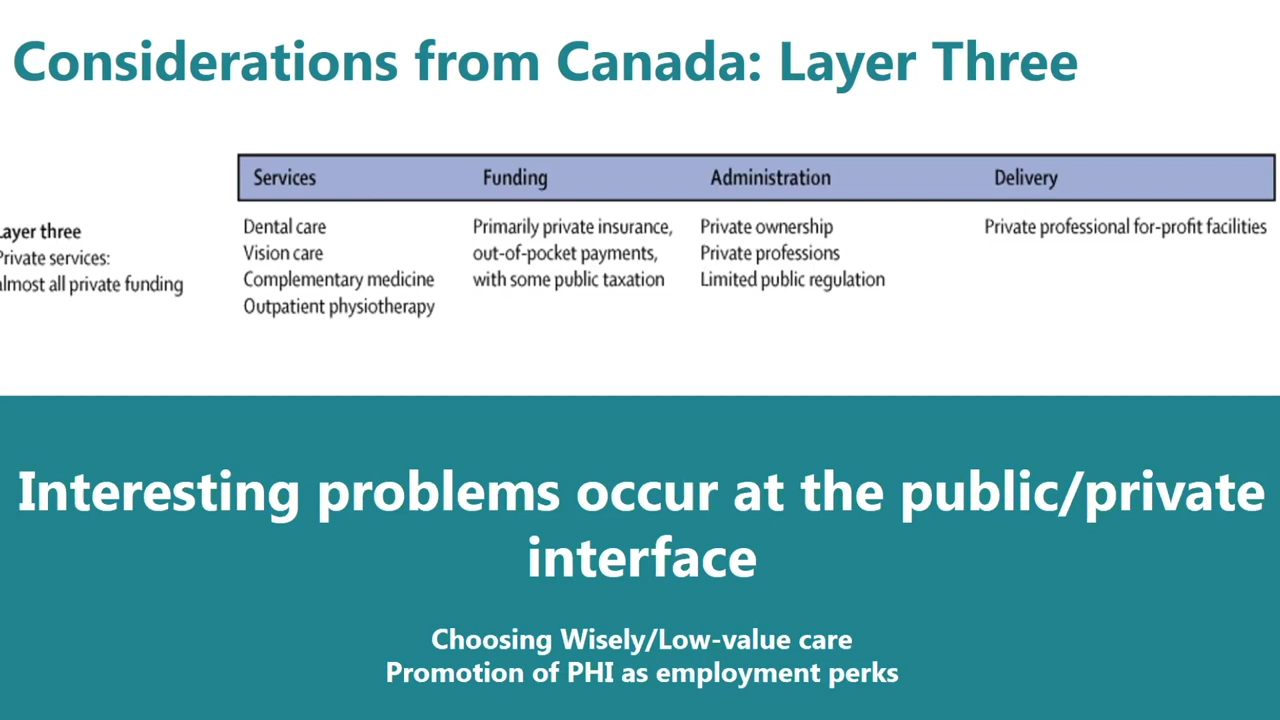 Considerations from Canada: Layer Three
Services Funding Administration Delivery
Layer three
Private services:
almost all private funding
Dental care
Vision care
Complementary medicine
Outpatient physiotherapy
Primarily private insurance,
out-of-pocket payments,
with some public taxation
Private ownership
Private professions
Limited public regulation
Private professional for-profit facilities
Interesting problems occur at the public/private
interface
Choosing Wisely/Low-value care
Promotion of PHI as employment perks